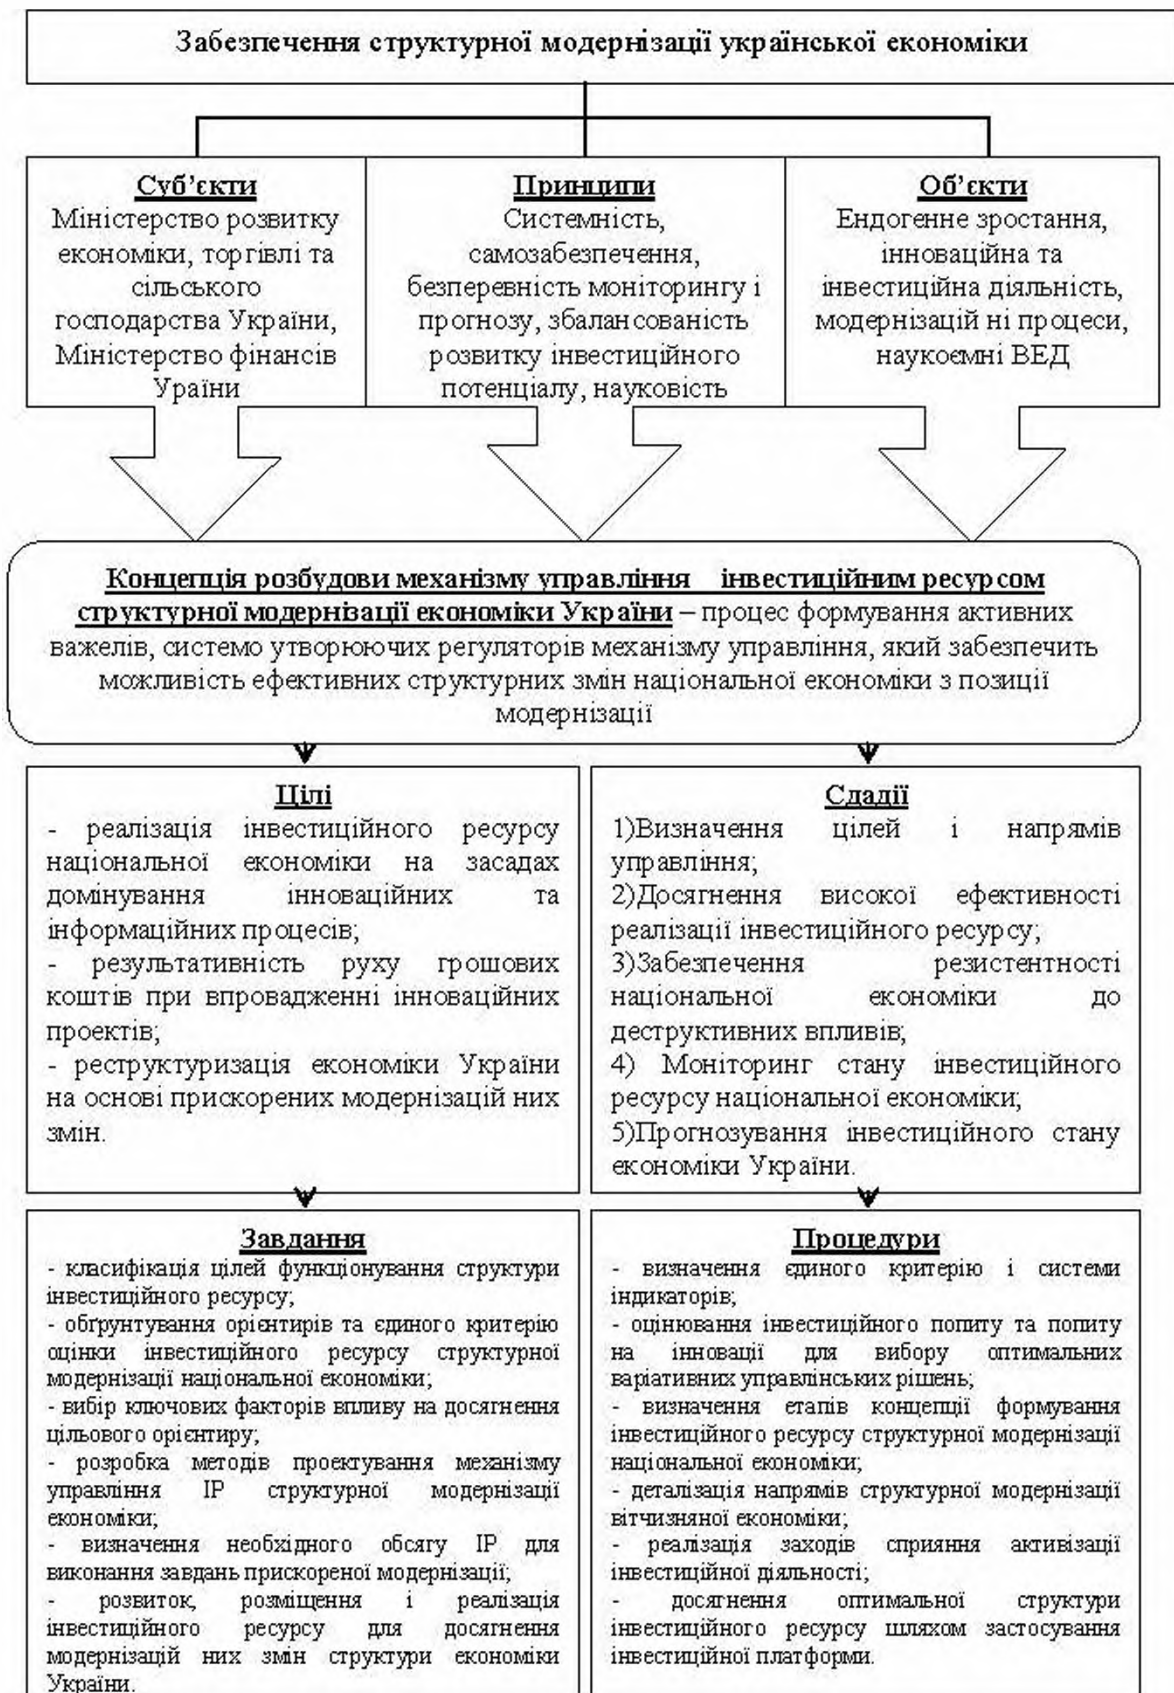 Забезпечення структурної модернізації української економіки
Суб’єкти
Міністерство розвитку
економіки, торгівлі та
сільського
господарства України,
Міністерство фінансів
Ураїни
Принципи
Системність,
самозабезпечення,
безперевність моніторингу і
прогнозу, збалансованість
розвитку інвестиційного
потенціалу, науковість
Об’єкти
Ендогенне зростання,
інноваційна та
інвестиційна діяльність,
модернізацій ні процеси,
наукоємні ВЕД
Концепція розбудови механізму управління інвестиційним ресурсом
структурної модернізації економіки України – процес формування активних
важелів, системо утворюючих регуляторів механізму управління, який забезпечить
можливість ефективних структурних змін національної економіки з позиції
модернізації
Цілі
- реалізація інвестиційного ресурсу
національної економіки на засадах
домінування інноваційних та
інформаційних процесів;
- результативність руху грошових
коштів при впровадженні інноваційних
проектів;
- реструктуризація економіки України
на основі прискорених модернізацій них
змін.
Сдадії
1)Визначення цілей і напрямів
управління;
2)Досягнення високої ефективності
реалізації інвестиційного ресурсу;
3)Забезпечення резистентності
національної економіки до
деструктивних впливів;
4) Моніторинг стану інвестиційного
ресурсу національної економіки;
5)Прогнозування інвестиційного стану
економіки України.
Завдання
- класифікація цілей функціонування структури
інвестиційного ресурсу;
- обґрунтування орієнтирів та єдиного критерію
оцінки інвестиційного ресурсу структурної
модернізації національної економіки;
- вибір ключових факторів впливу на досягнення
цільового орієнтиру;
- розробка методів проектування механізму
управління ІР структурної модернізації
економіки;
- визначення необхідного обсягу ІР для
виконання завдань прискореної модернізації;
- розвиток, розміщення і реалізація
інвестиційного ресурсу для досягнення
модернізацій них змін структури економіки
України.
Процедури
- визначення єдиного критерію і системи
індикаторів;
- оцінювання інвестиційного попиту та попиту
на інновації для вибору оптимальних
варіативних управлінських рішень;
- визначення етапів концепції формування
інвестиційного ресурсу структурної модернізації
національної економіки;
- деталізація напрямів структурної модернізації
вітчизняної економіки;
- реалізація заходів сприяння активізації
інвестиційної діяльності;
- досягнення оптимальної структури
інвестиційного ресурсу шляхом застосування
інвестиційної платформи.